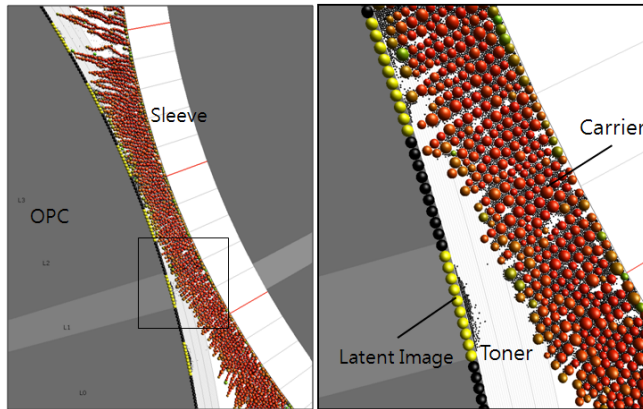 Sleeve
OPC
L3
L2
L1
L0
Carrier
Latent Image
Toner